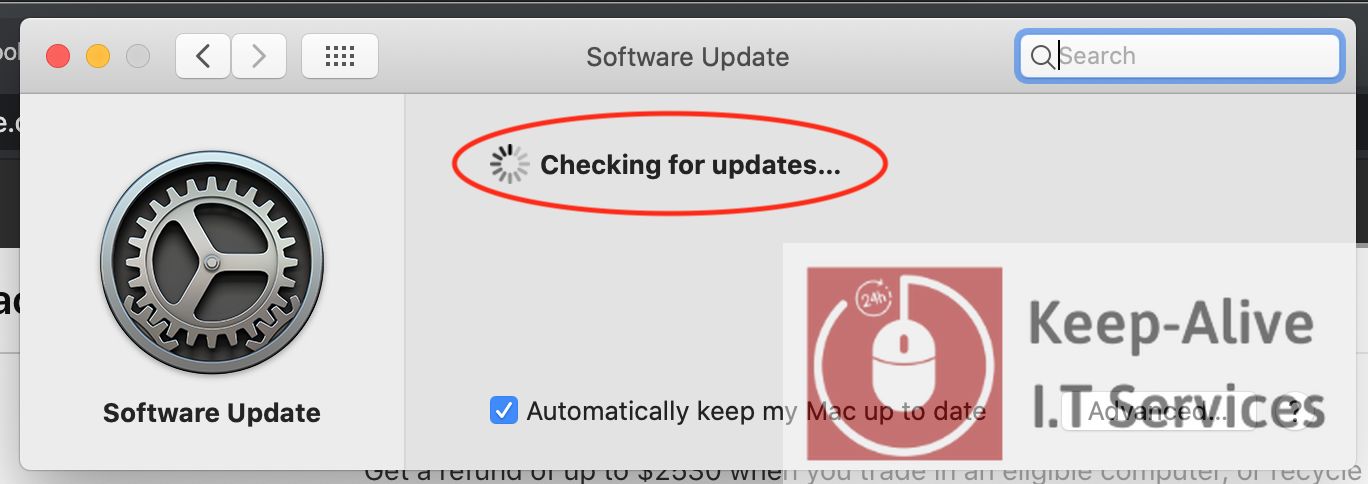 Software Update
Search
Checking for updates...
24h
Keep-Alive
I.T Services
Software Update
Automatically keep my Mac up to date
Advanced...
?
Get a refund of up to $2530 when you trade in an eligible computer, or recycle